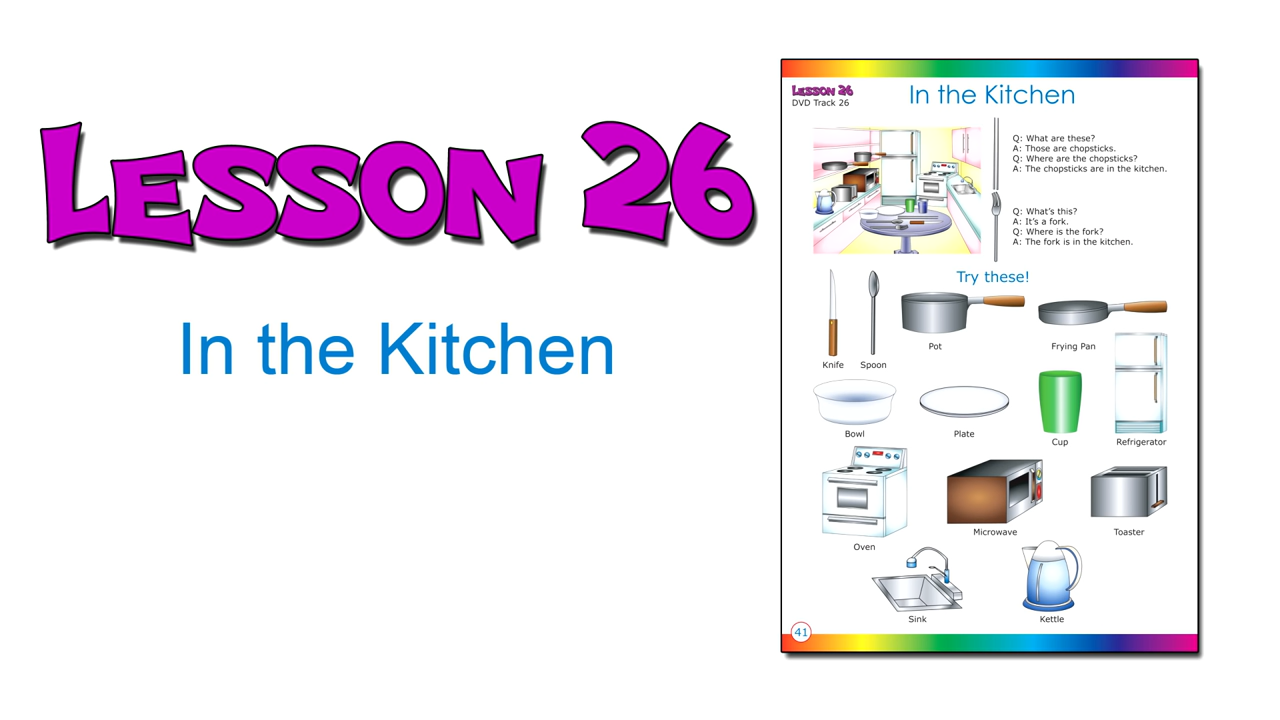 LESSON 26
In the Kitchen
LESSON 26
DVD Track 26
In the Kitchen
Q: What are these?
A: Those are chopsticks.
Q: Where are the chopsticks?
A: The chopsticks are in the kitchen.
Q: What's this?
A: It's a fork.
Q: Where is the fork?
A: The fork is in the kitchen.
Try these!
Knife
Spoon
Pot
Frying Pan
Bowl
Plate
Cup
Refrigerator
Oven
Microwave
Toaster
Sink
Kettle
41